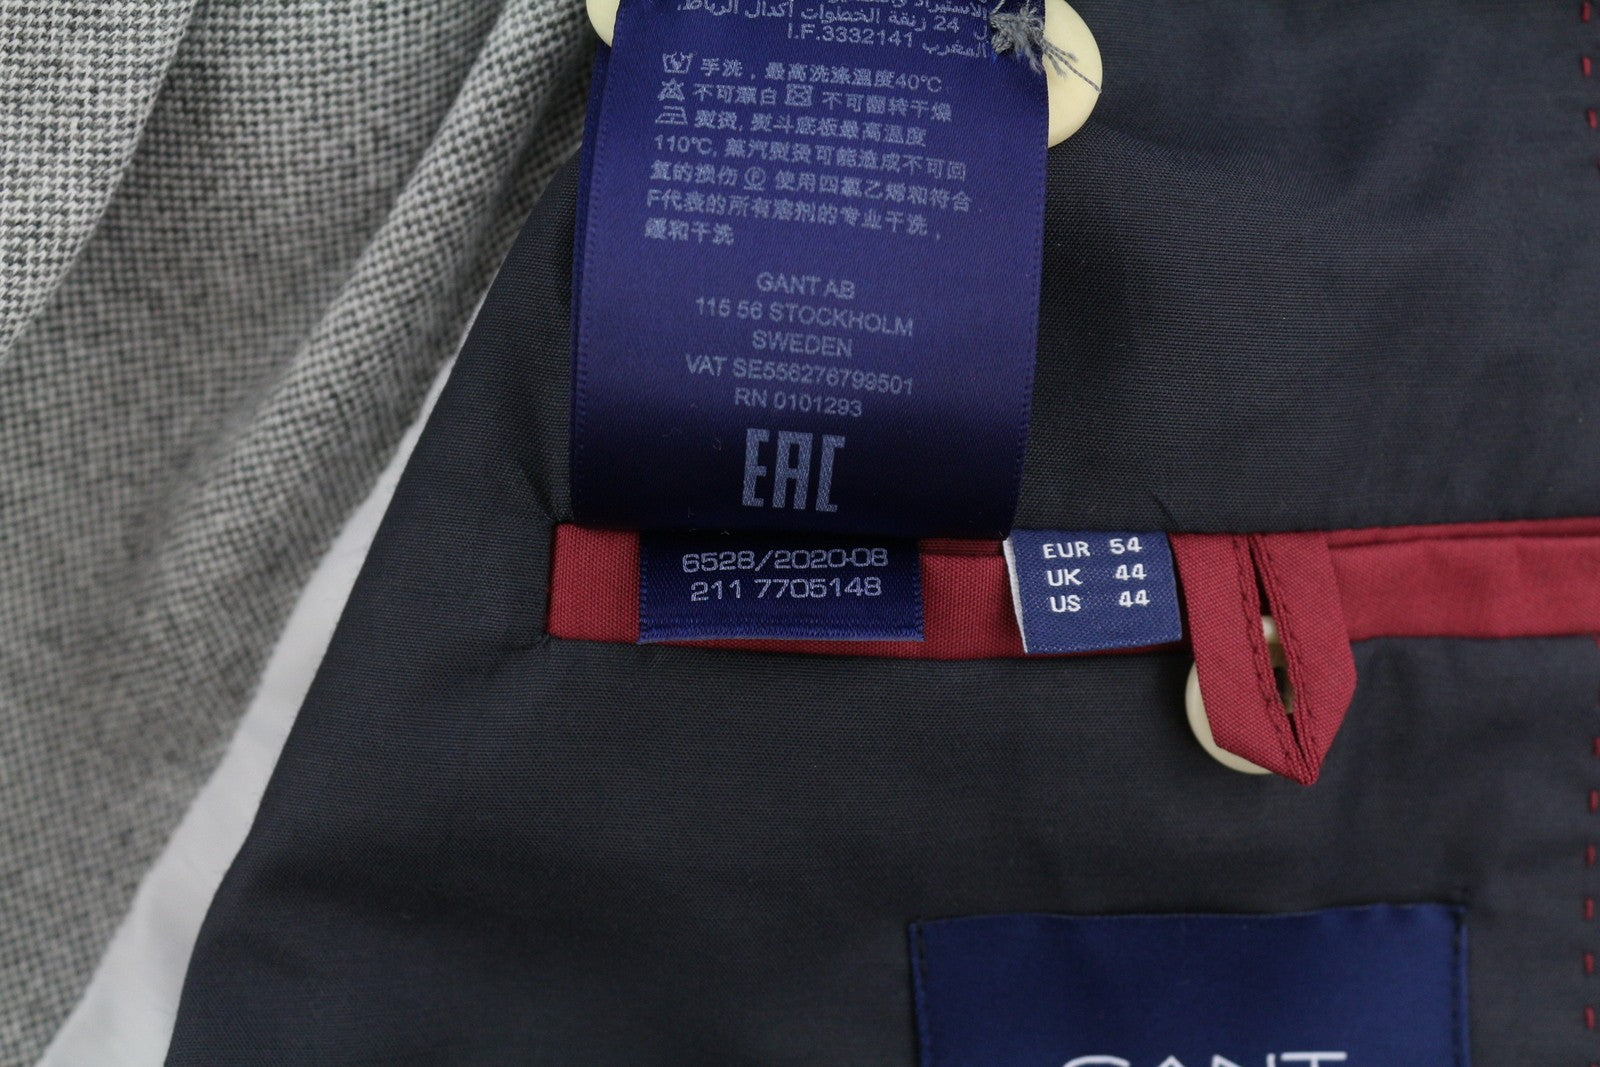 ل 24 زنقة الخطوات أكدال الرباط,
المغرب I.F.3332141
手洗，最高洗涤温度40℃
不可漂白 不可翻转干燥
熨烫, 熨斗底板最高温度
110℃, 蒸汽熨烫可能造成不可回
复的损伤 Ⓟ 使用四氯乙烯和符合
F代表的所有溶剂的专业干洗，
缓和干洗
GANT AB
115 56 STOCKHOLM
SWEDEN
VAT SE556276799501
RN 0101293
EAC
6528/2020-08
211 7705148
EUR 54
UK 44
US 44
GANT